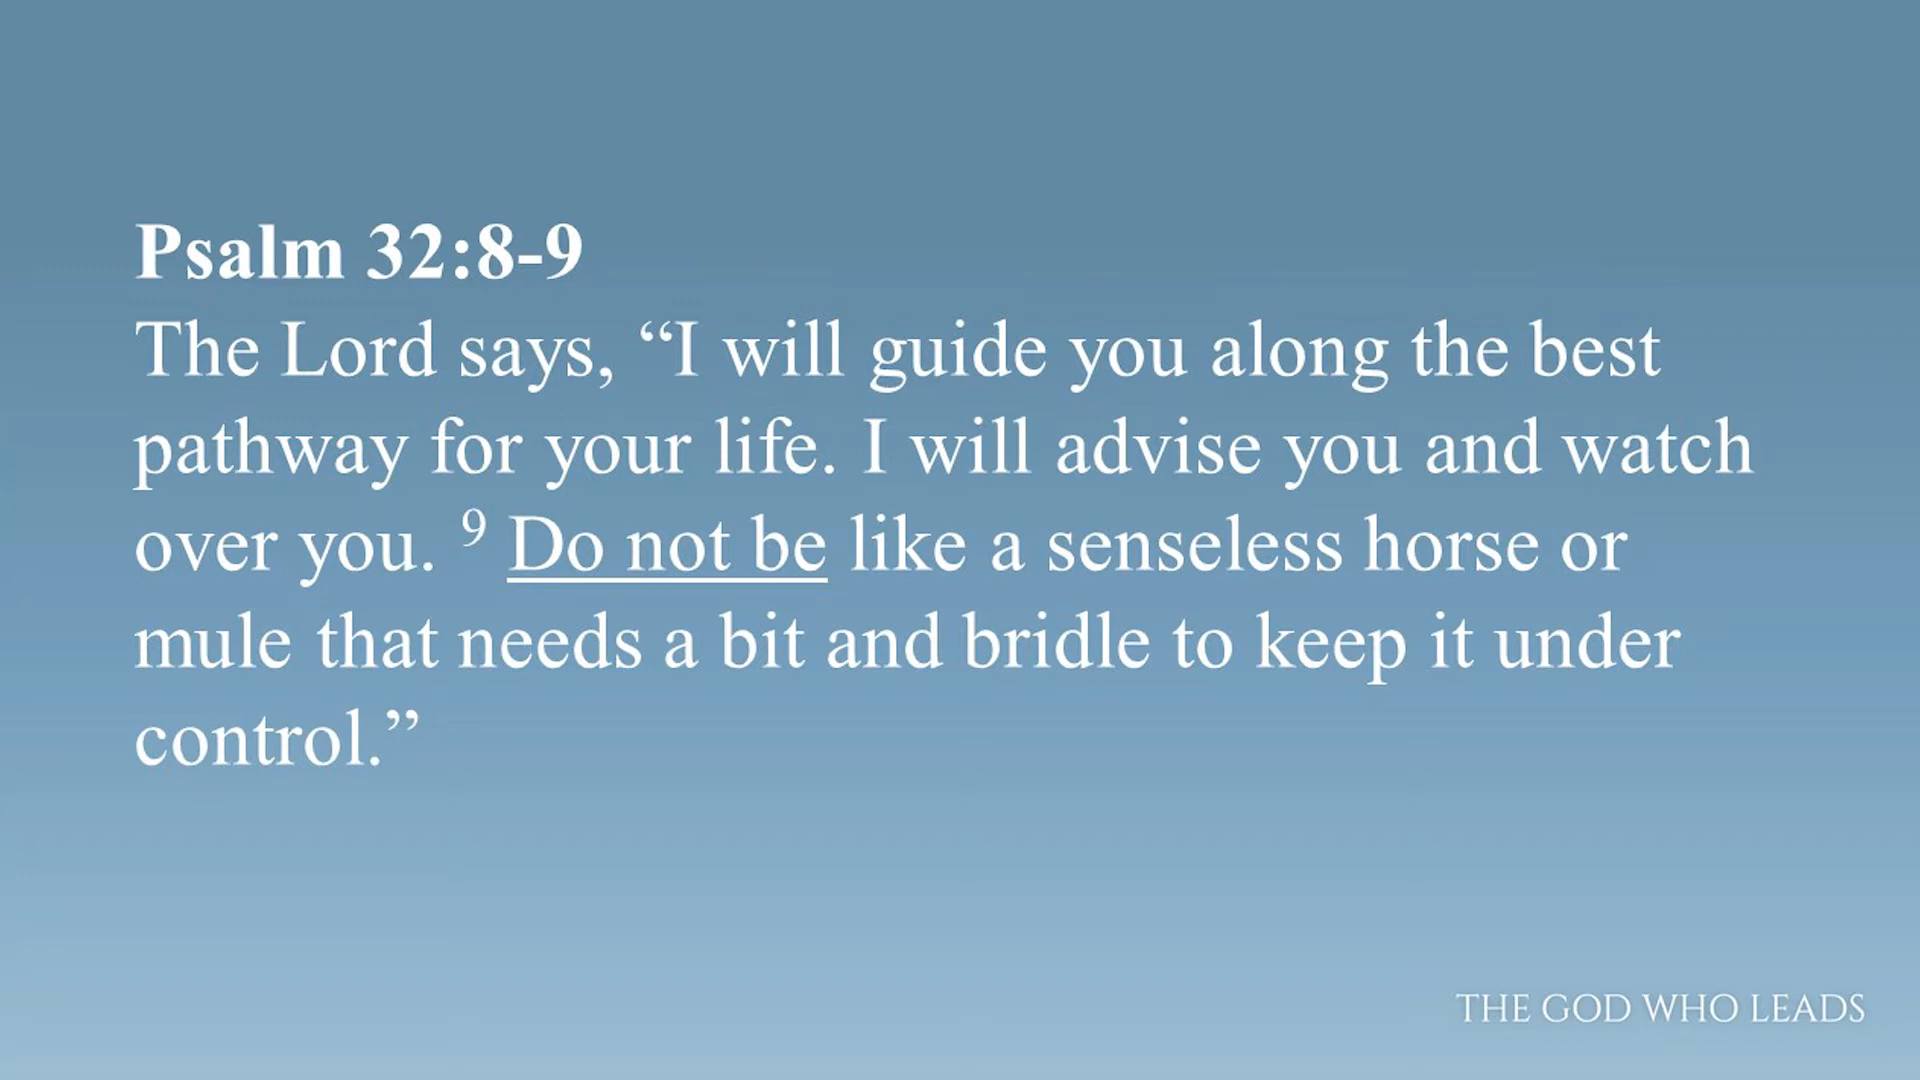 Psalm 32:8-9
The Lord says, “I will guide you along the best
pathway for your life. I will advise you and watch
over you. ⁹ Do not be like a senseless horse or
mule that needs a bit and bridle to keep it under
control.”
THE GOD WHO LEADS